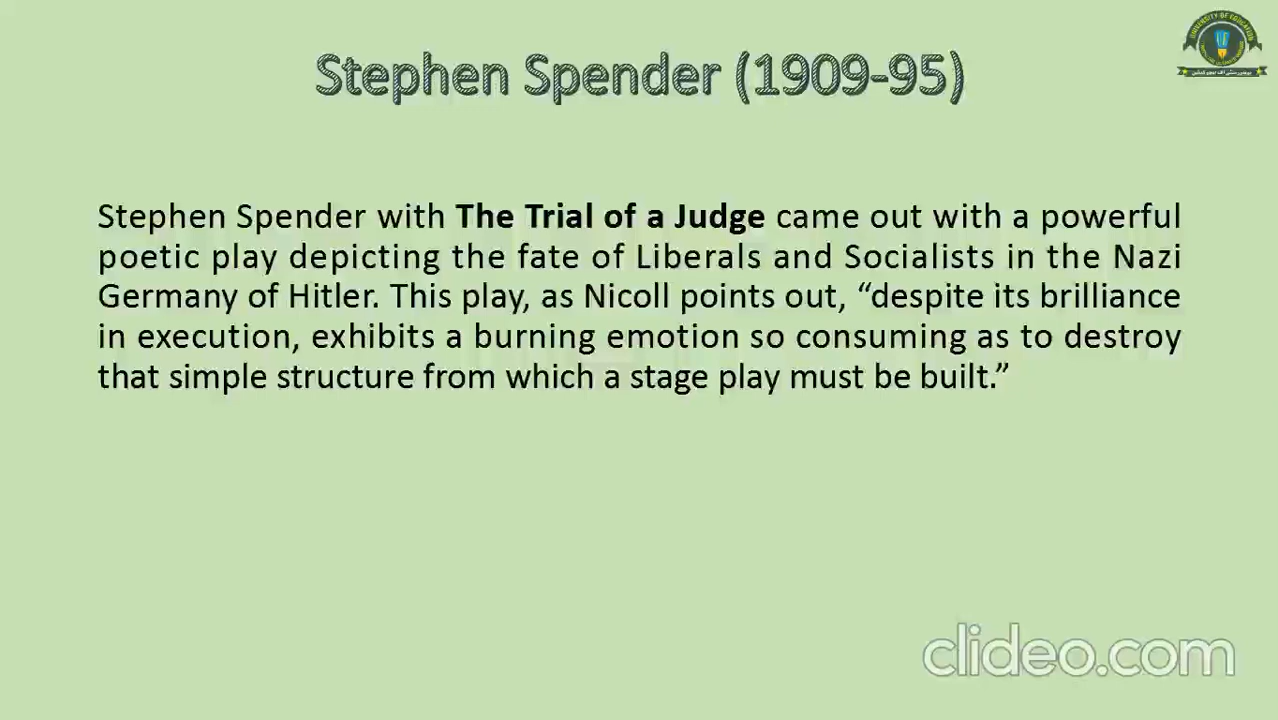 Stephen Spender (1909-95)
UNIVERSITY OF EDUCATION
Stephen Spender with The Trial of a Judge came out with a powerful
poetic play depicting the fate of Liberals and Socialists in the Nazi
Germany of Hitler. This play, as Nicoll points out, “despite its brilliance
in execution, exhibits a burning emotion so consuming as to destroy
that simple structure from which a stage play must be built.”
clideo.com